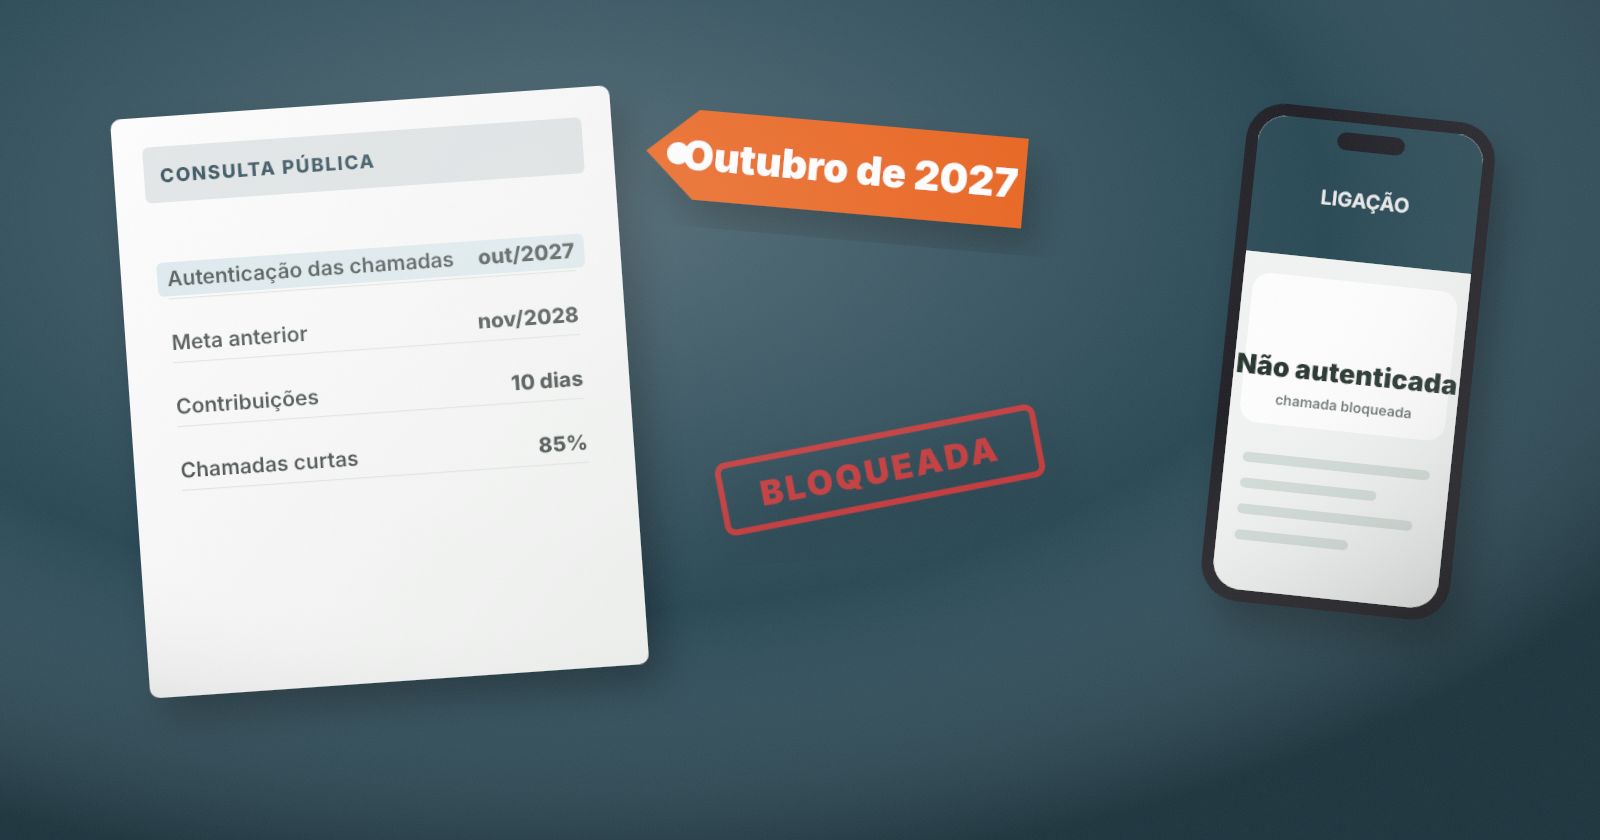 CONSULTA PÚBLICA
Autenticação das chamadas out/2027
Meta anterior nov/2028
Contribuições 10 dias
Chamadas curtas 85%
Outubro de 2027
BLOQUEADA
LIGAÇÃO
Não autenticada
chamada bloqueada